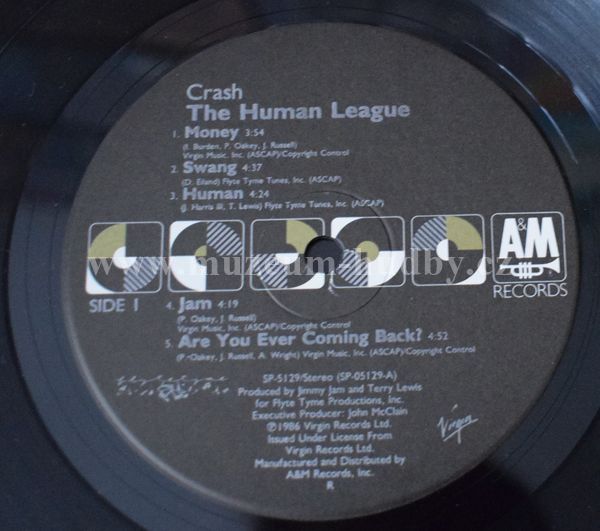 Crash
The Human League
1. Money 3:54
(I. Burden, P. Oakey, J. Russell)
Virgin Music, Inc. (ASCAP)/Copyright Control
2. Swang 4:37
(D. Eiland) Flyte Tyme Tunes, Inc. (ASCAP)
3. Human 4:24
(J. Harris III, T. Lewis) Flyte Tyme Tunes, Inc. (ASCAP)
A&M
RECORDS
www.muzeum-hudby.cz
SIDE 1
4. Jam 4:19
(P. Oakey, J. Russell)
Virgin Music, Inc. (ASCAP)/Copyright Control
5. Are You Ever Coming Back? 4:52
(P. Oakey, J. Russell, A. Wright) Virgin Music, Inc. (ASCAP)/Copyright Control
SP-5129/Stereo (SP-05129-A)
Produced by Jimmy Jam and Terry Lewis
for Flyte Tyme Productions, Inc.
Executive Producer: John McClain
℗1986 Virgin Records Ltd.
Issued Under License From
Virgin Records Ltd.
Manufactured and Distributed by
A&M Records, Inc.
R
Virgin